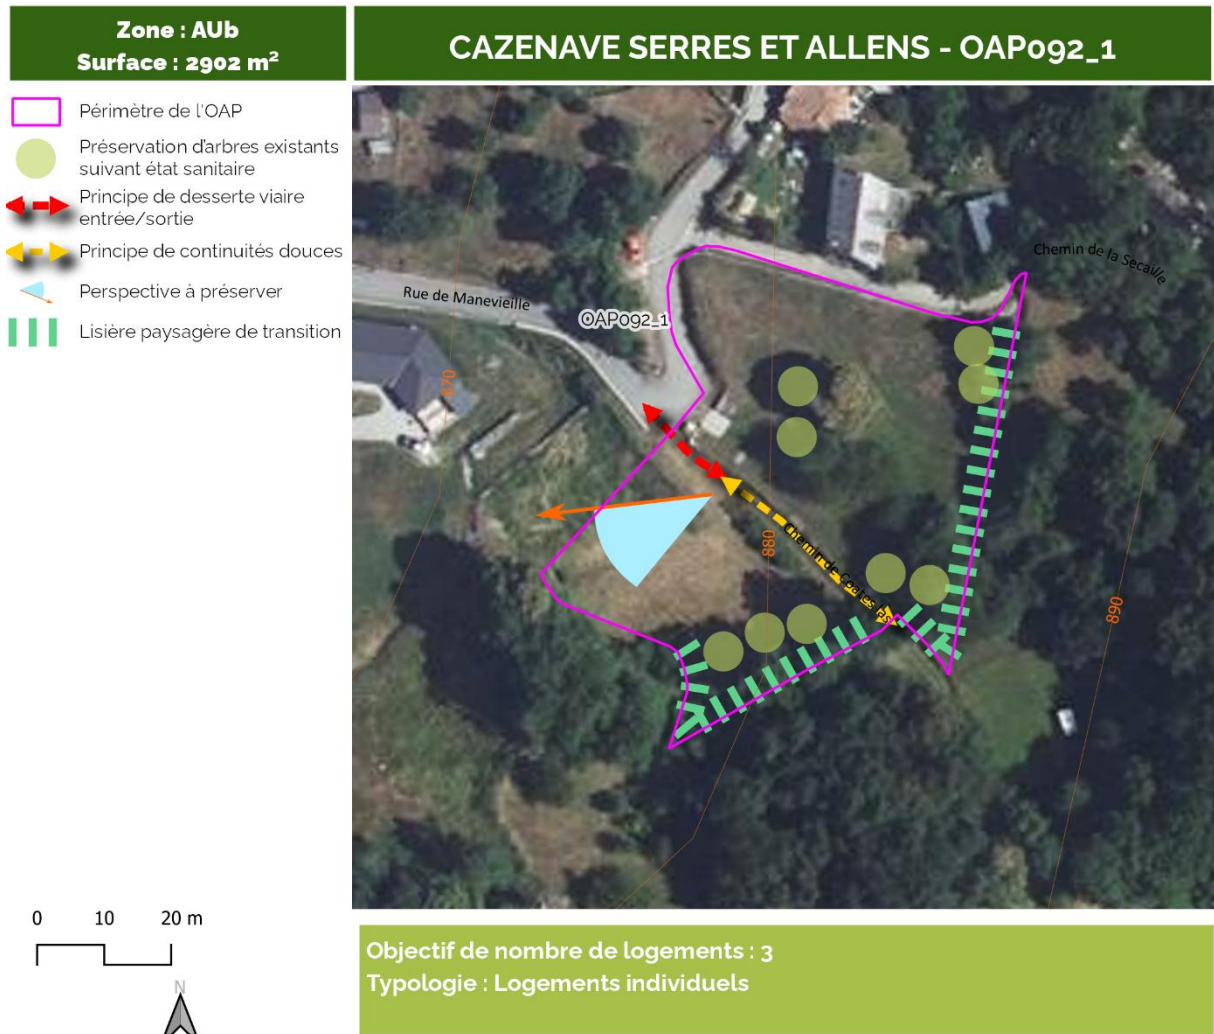 Zone : AUb
Surface : 2902 m²
CAZENAVE SERRES ET ALLENS - OAP092_1
Périmètre de l'OAP
Préservation d'arbres existants
suivant état sanitaire
Principe de desserte viaire
entrée/sortie
Principe de continuités douces
Perspective à préserver
Lisière paysagère de transition
Chemin de la Secaille
Rue de Manevieille
OAP092_1
870
Chemin de
880
890
0 10 20 m
N
Objectif de nombre de logements : 3
Typologie : Logements individuels